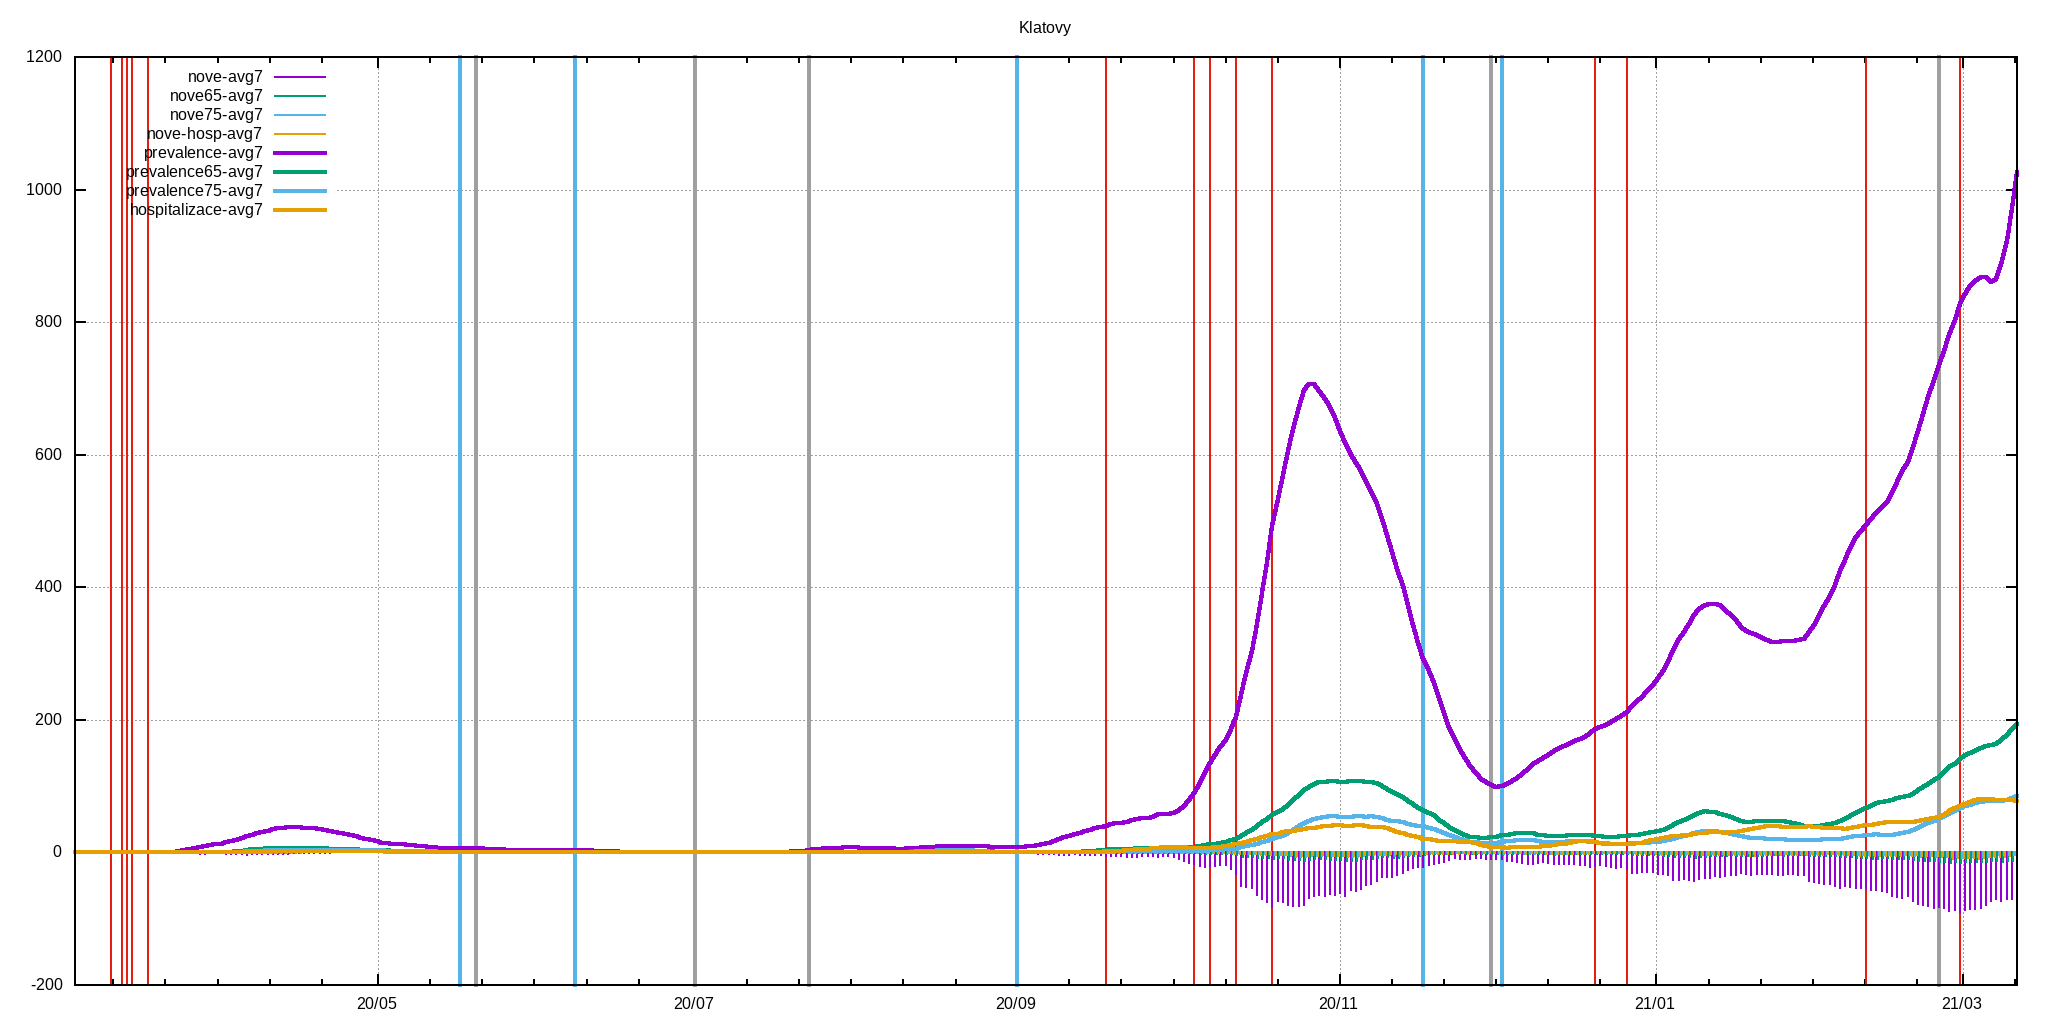 Klatovy
1200
1000
800
600
400
200
0
-200
nove-avg7
nove65-avg7
nove75-avg7
nove-hosp-avg7
prevalence-avg7
prevalence65-avg7
prevalence75-avg7
hospitalizace-avg7
20/05 20/07 20/09 20/11 21/01 21/03